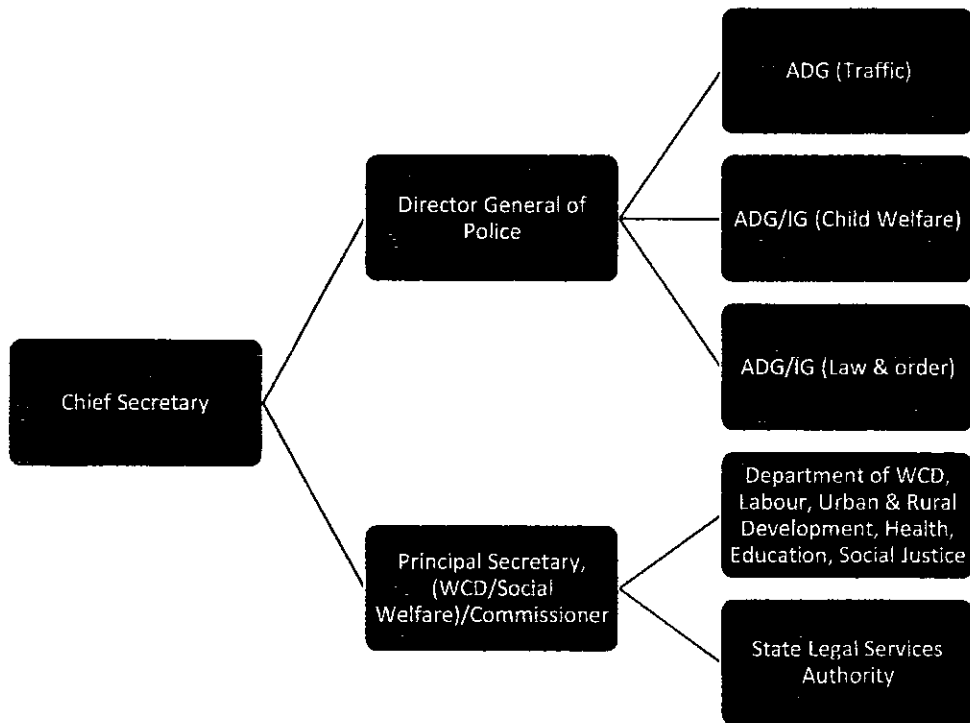 ADG (Traffic)
Director General of
Police
ADG/IG (Child Welfare)
ADG/IG (Law & order)
Chief Secretary
Principal Secretary,
(WCD/Social
Welfare)/Commissioner
Department of WCD,
Labour, Urban & Rural
Development, Health,
Education, Social Justice
State Legal Services
Authority